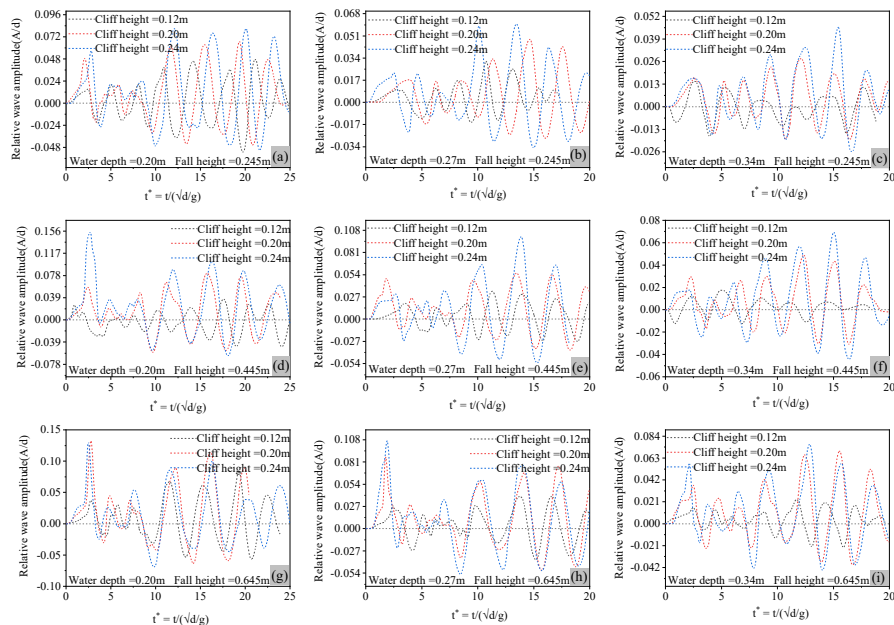 Relative wave amplitude(A/d)
0.096
0.072
0.048
0.024
0.000
-0.024
-0.048
Cliff height=0.12m
Cliff height =0.20m
Cliff height =0.24m
Water depth =0.20m Fall height =0.245m
(a)
0 5 10 15 20 25
t* = t/(√d/g)
Relative wave amplitude(A/d)
0.068
0.051
0.034
0.017
0.000
-0.017
-0.034
Cliff height =0.12m
Cliff height =0.20m
Cliff height =0.24m
Water depth =0.27m Fall height =0.245m
(b)
0 5 10 15 20
t* = t/(√d/g)
Relative wave amplitude(A/d)
0.052
0.039
0.026
0.013
0.000
-0.013
-0.026
Cliff height =0.12m
Cliff height =0.20m
Cliff height =0.24m
Water depth =0.34m Fall height =0.245m
(c)
0 5 10 15 20
t* = t/(√d/g)
Relative wave amplitude(A/d)
0.156
0.117
0.078
0.039
0.000
-0.039
-0.078
Cliff height =0.12m
Cliff height =0.20m
Cliff height =0.24m
Water depth =0.20m Fall height =0.445m
(d)
0 5 10 15 20 25
t* = t/(√d/g)
Relative wave amplitude(A/d)
0.108
0.081
0.054
0.027
0.000
-0.027
-0.054
Cliff height =0.12m
Cliff height =0.20m
Cliff height =0.24m
Water depth =0.27m Fall height =0.445m
(e)
0 5 10 15 20
t* = t/(√d/g)
Relative wave amplitude(A/d)
0.08
0.06
0.04
0.02
0.00
-0.02
-0.04
-0.06
Cliff height =0.12m
Cliff height =0.20m
Cliff height =0.24m
Water depth =0.34m Fall height =0.445m
(f)
0 5 10 15 20
t* = t/(√d/g)
Relative wave amplitude(A/d)
0.15
0.10
0.05
0.00
-0.05
-0.10
Cliff height =0.12m
Cliff height =0.20m
Cliff height =0.24m
Water depth =0.20m Fall height =0.645m
(g)
0 5 10 15 20 25
t* = t/(√d/g)
Relative wave amplitude(A/d)
0.108
0.081
0.054
0.027
0.000
-0.027
-0.054
Cliff height =0.12m
Cliff height =0.20m
Cliff height =0.24m
Water depth =0.27m Fall height =0.645m
(h)
0 5 10 15 20
t* = t/(√d/g)
Relative wave amplitude(A/d)
0.084
0.063
0.042
0.021
0.000
-0.021
-0.042
Cliff height =0.12m
Cliff height =0.20m
Cliff height =0.24m
Water depth =0.34m Fall height =0.645m
(i)
0 5 10 15 20
t* = t/(√d/g)